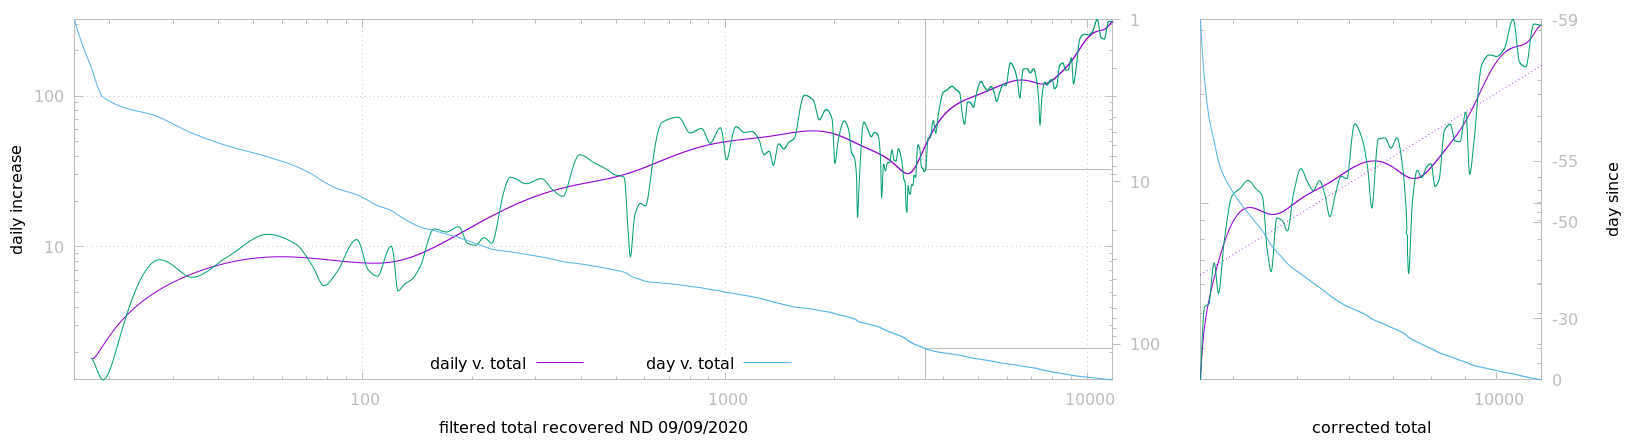 daily increase
100
10
100
1000
10000
1
10
100
daily v. total
day v. total
filtered total recovered ND 09/09/2020
10000
-59
-55
-50
-30
0
day since
corrected total